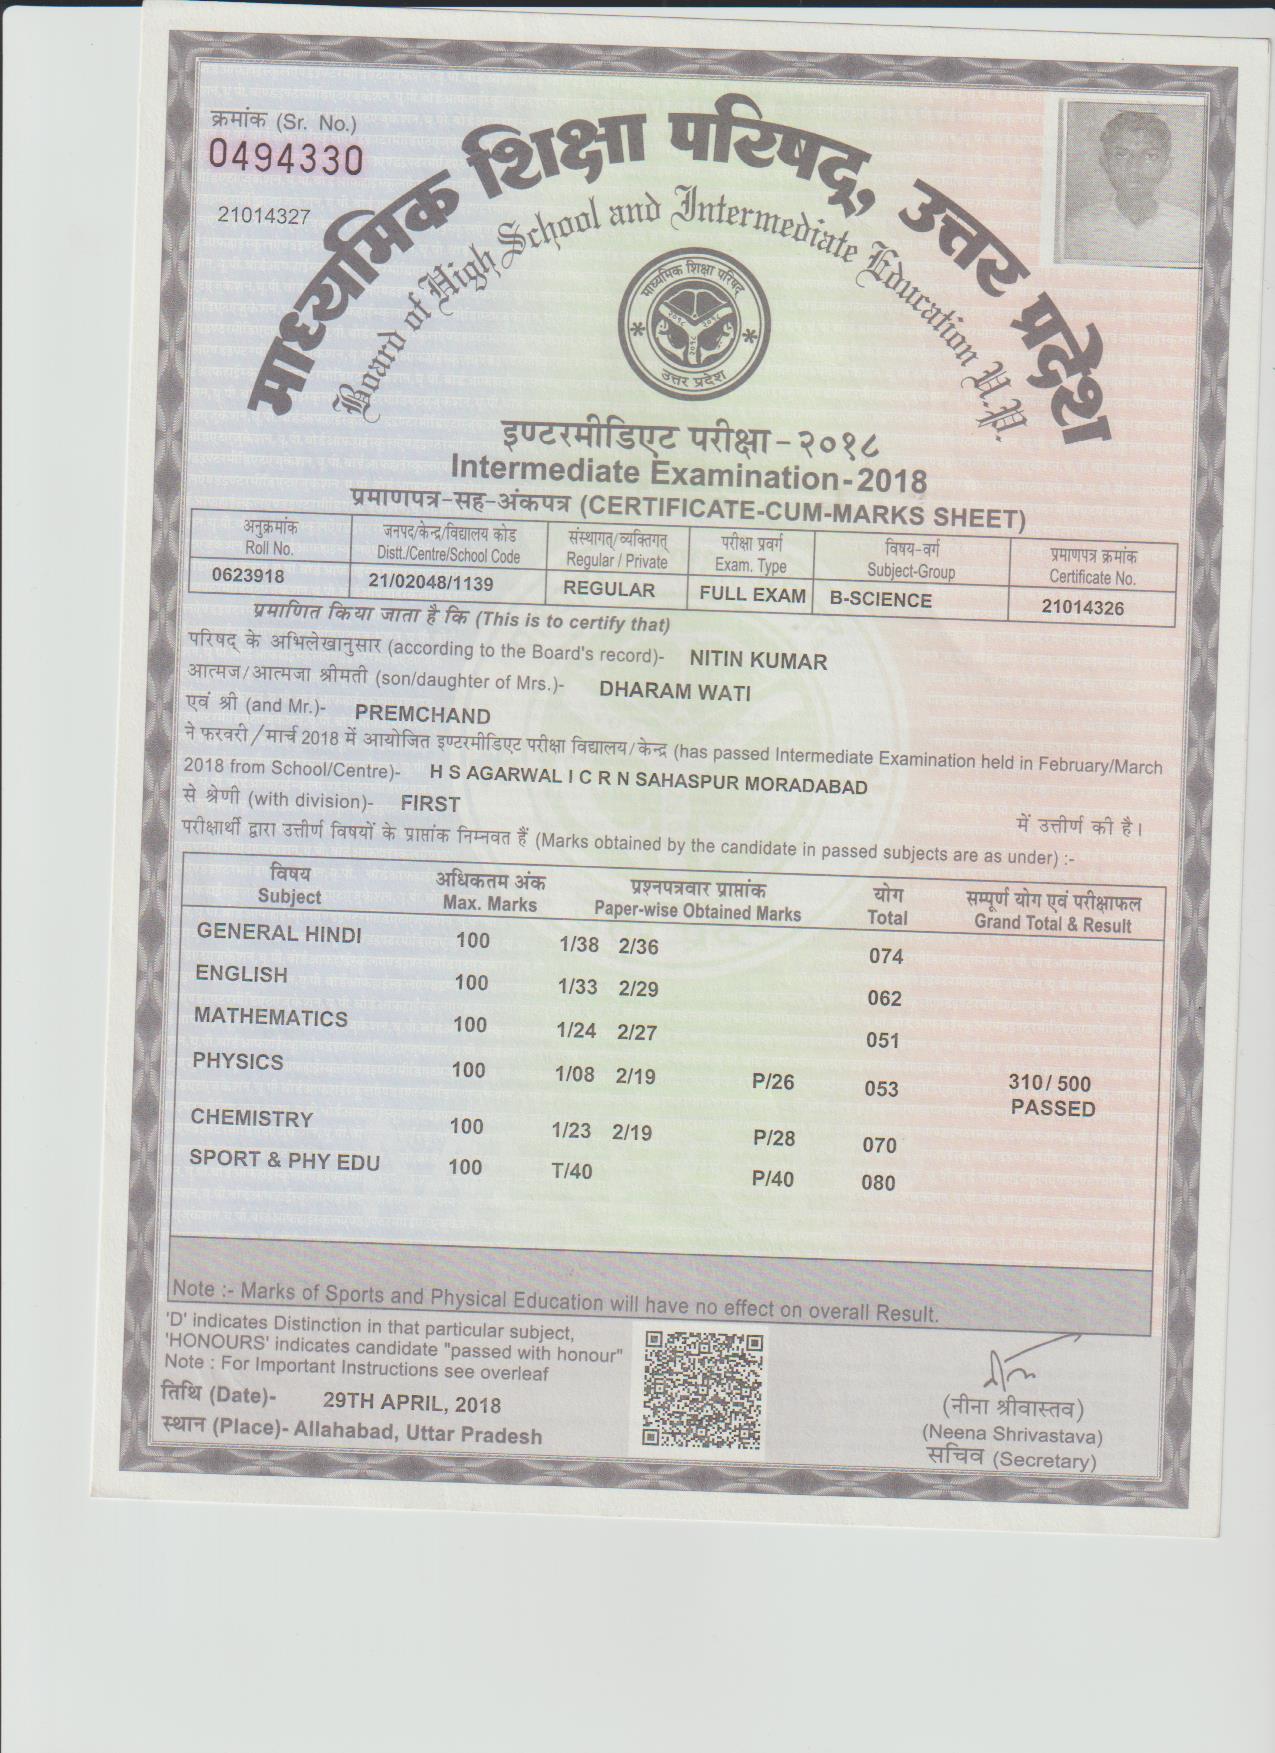 क्रमांक (Sr. No.)
0494330
21014327
माध्यमिक शिक्षा परिषद्, उत्तर प्रदेश
Board of High School and Intermediate Education U.P.
माध्यमिक शिक्षा परिषद्
उत्तर प्रदेश
इण्टरमीडिएट परीक्षा-२०१८
Intermediate Examination-2018
प्रमाणपत्र-सह-अंकपत्र (CERTIFICATE-CUM-MARKS SHEET)
अनुक्रमांक जनपद/केन्द्र/विद्यालय कोड संस्थागत/व्यक्तिगत् परीक्षा प्रवर्ग विषय-वर्ग प्रमाणपत्र क्रमांक
Roll No. Distt./Centre/School Code Regular / Private Exam. Type Subject-Group Certificate No.
0623918 21/02048/1139 REGULAR FULL EXAM B-SCIENCE 21014326
प्रमाणित किया जाता है कि (This is to certify that)
परिषद् के अभिलेखानुसार (according to the Board's record)- NITIN KUMAR
आत्मज/आत्मजा श्रीमती (son/daughter of Mrs.)- DHARAM WATI
एवं श्री (and Mr.)- PREMCHAND
ने फरवरी/मार्च 2018 में आयोजित इण्टरमीडिएट परीक्षा विद्यालय/केन्द्र (has passed Intermediate Examination held in February/March
2018 from School/Centre)- H S AGARWAL I C R N SAHASPUR MORADABAD
से श्रेणी (with division)- FIRST में उत्तीर्ण की है।
परीक्षार्थी द्वारा उत्तीर्ण विषयों के प्राप्तांक निम्नवत हैं (Marks obtained by the candidate in passed subjects are as under) :-
विषय अधिकतम अंक प्रश्नपत्रवार प्राप्तांक योग सम्पूर्ण योग एवं परीक्षाफल
Subject Max. Marks Paper-wise Obtained Marks Total Grand Total & Result
GENERAL HINDI 100 1/38 2/36 074
ENGLISH 100 1/33 2/29 062
MATHEMATICS 100 1/24 2/27 051
PHYSICS 100 1/08 2/19 P/26 053 310/ 500
PASSED
CHEMISTRY 100 1/23 2/19 P/28 070
SPORT & PHY EDU 100 T/40 P/40 080
Note :- Marks of Sports and Physical Education will have no effect on overall Result.
'D' indicates Distinction in that particular subject,
'HONOURS' indicates candidate "passed with honour"
Note : For Important Instructions see overleaf
तिथि (Date)- 29TH APRIL, 2018
स्थान (Place)- Allahabad, Uttar Pradesh
(नीना श्रीवास्तव)
(Neena Shrivastava)
सचिव (Secretary)